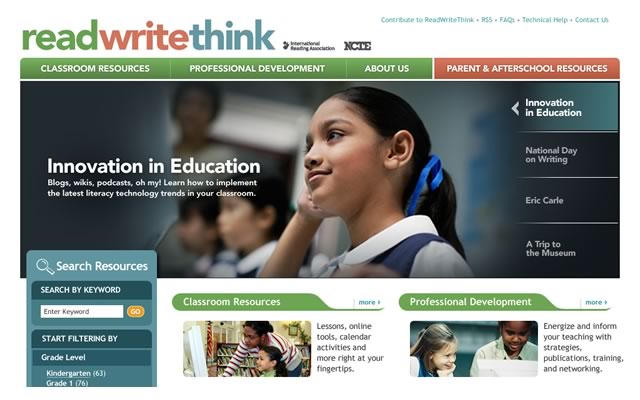 Contribute to ReadWriteThink • RSS • FAQs • Technical Help • Contact Us
readwritethink
International
Reading Association
NCTE
CLASSROOM RESOURCES
PROFESSIONAL DEVELOPMENT
ABOUT US
PARENT & AFTERSCHOOL RESOURCES
Innovation in Education
Blogs, wikis, podcasts, oh my! Learn how to implement
the latest literacy technology trends in your classroom.
Innovation
in Education
National Day
on Writing
Eric Carle
A Trip to
the Museum
Search Resources
SEARCH BY KEYWORD
Enter Keyword
GO
START FILTERING BY
Grade Level
Kindergarten (63)
Grade 1 (76)
Classroom Resources
more
Lessons, online
tools, calendar
activities and
more right at your
fingertips.
Professional Development
more
Energize and inform
your teaching with
strategies,
publications, training,
and networking.